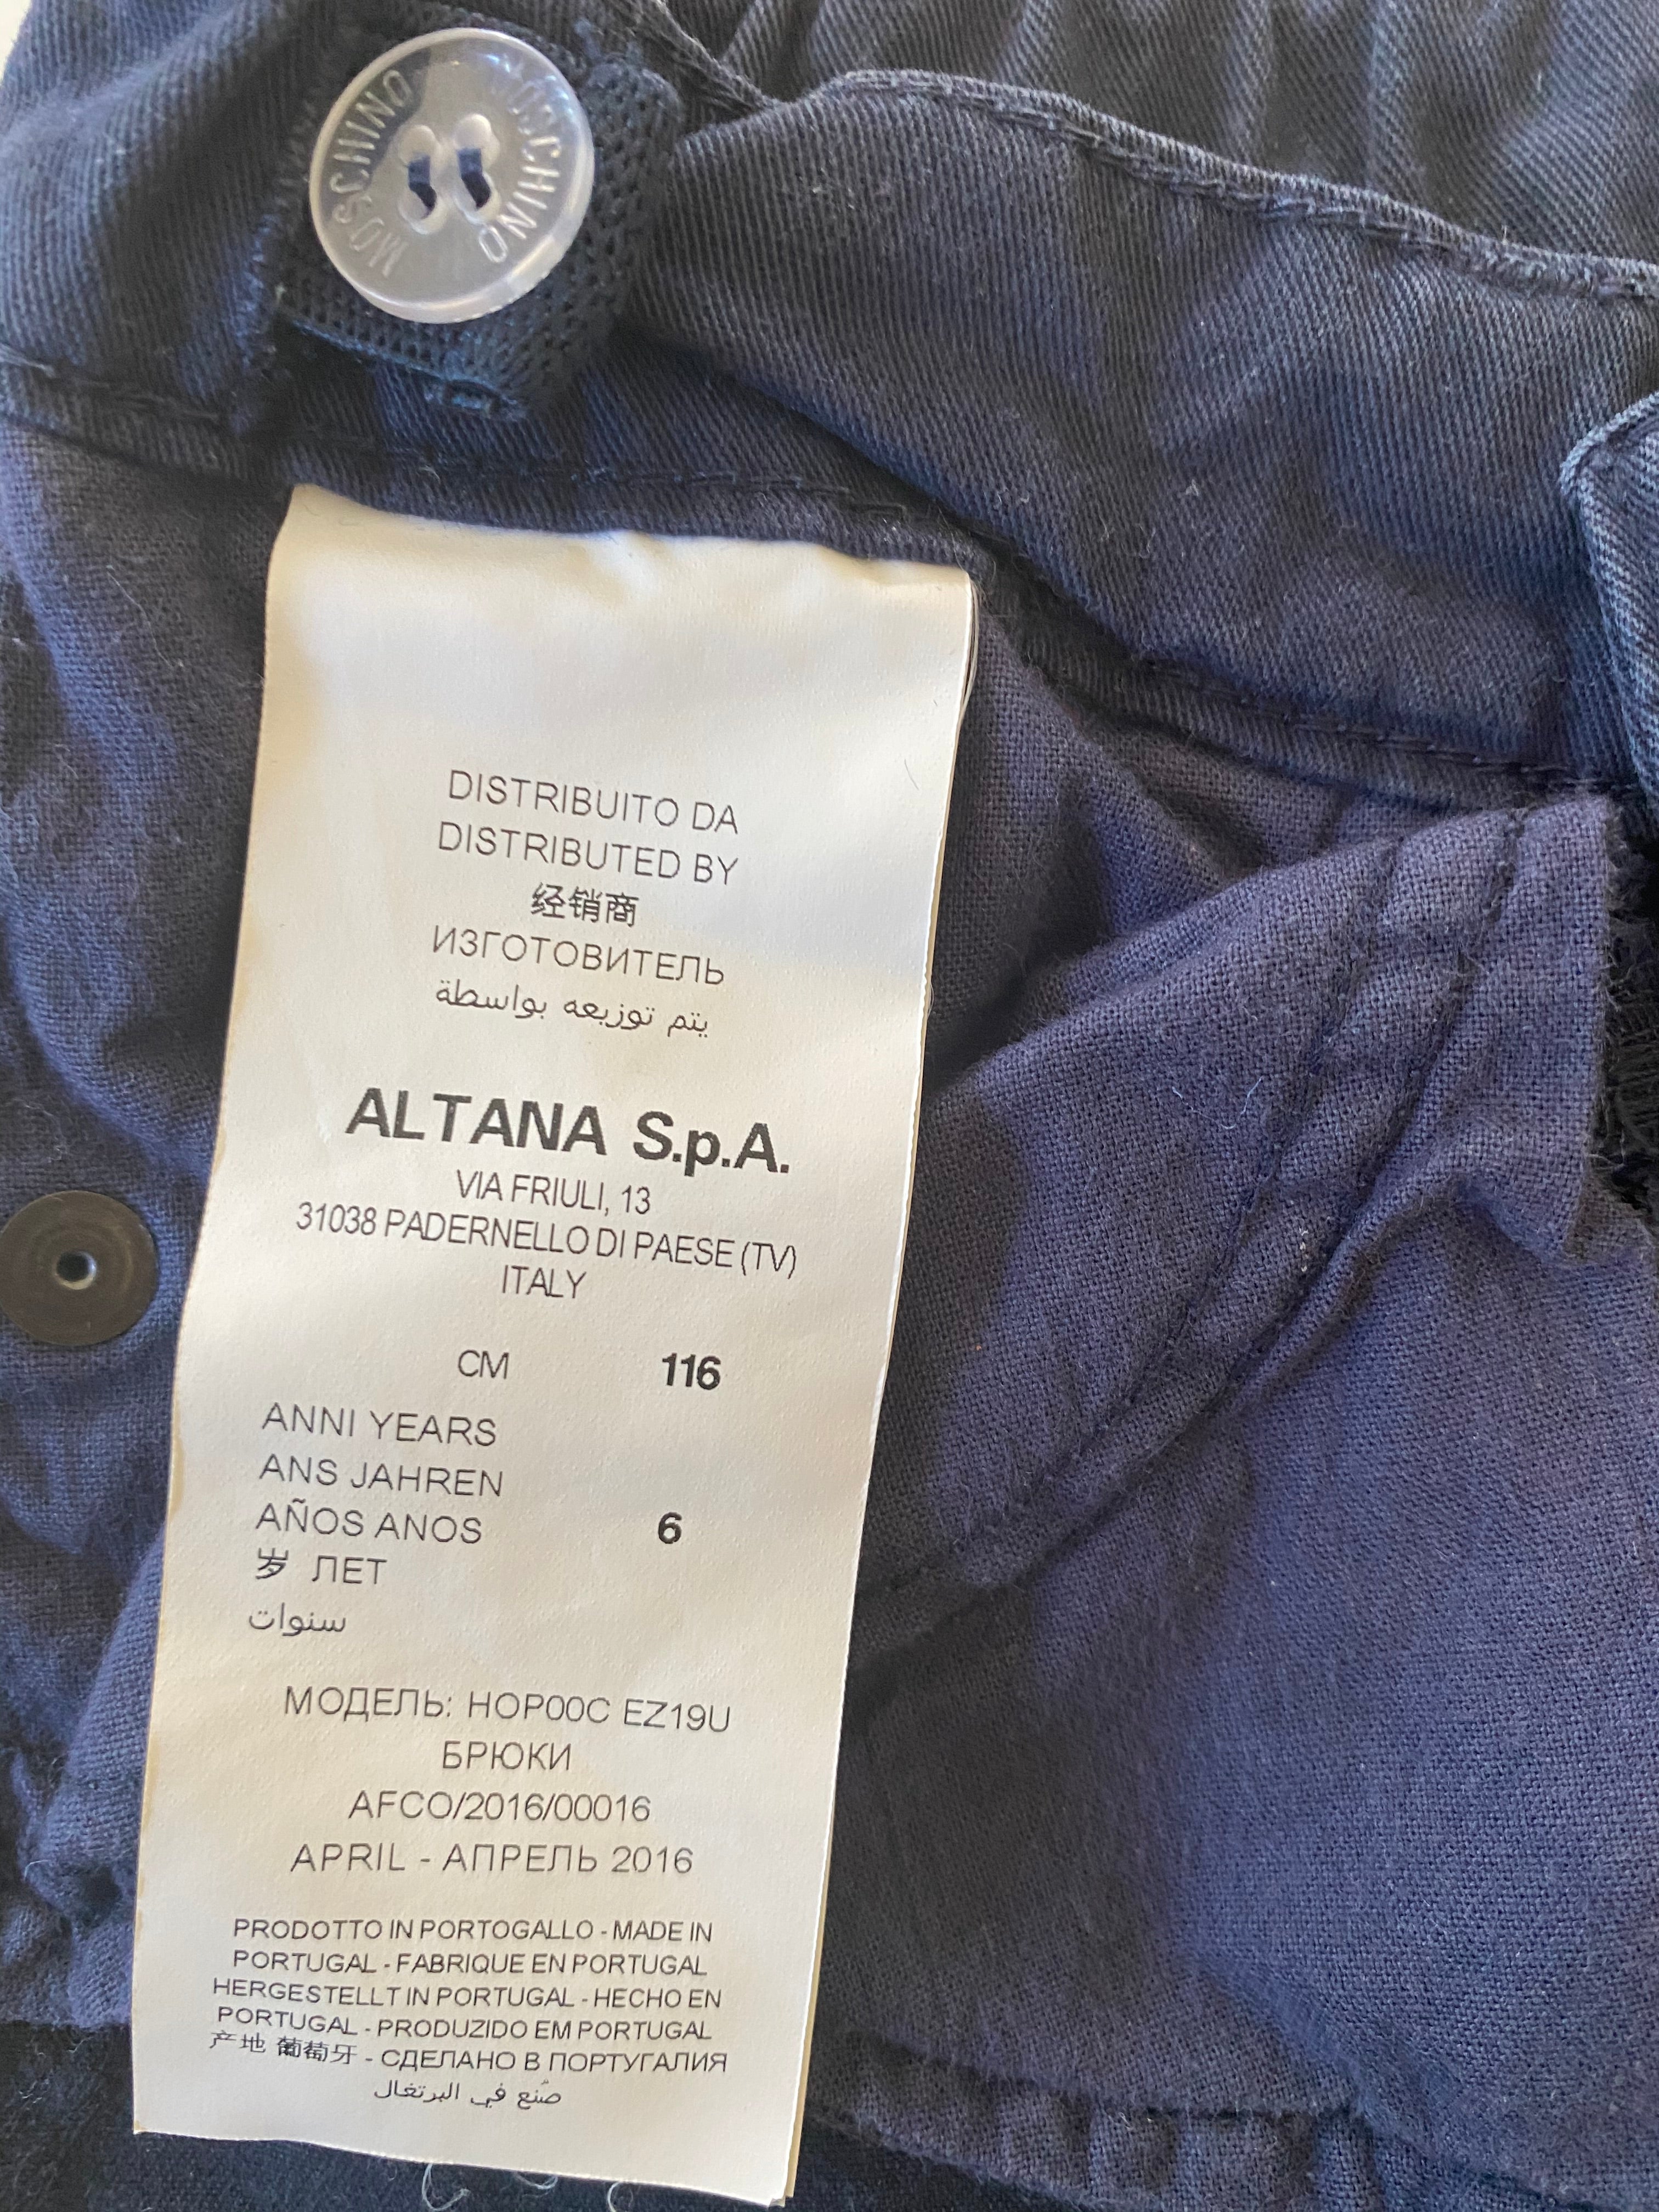 MOSCHINO MOSCHINO
DISTRIBUITO DA
DISTRIBUTED BY
经销商
ИЗГОТОВИТЕЛЬ
يتم توزيعه بواسطة
ALTANA S.p.A.
VIA FRIULI, 13
31038 PADERNELLO DI PAESE (TV)
ITALY
CM 116
ANNI YEARS
ANS JAHREN
AÑOS ANOS 6
岁 ЛЕТ
سنوات
МОДЕЛЬ: HOP00C EZ19U
БРЮКИ
AFCO/2016/00016
APRIL - АПРЕЛЬ 2016
PRODOTTO IN PORTOGALLO - MADE IN
PORTUGAL - FABRIQUE EN PORTUGAL
HERGESTELLT IN PORTUGAL - HECHO EN
PORTUGAL - PRODUZIDO EM PORTUGAL
产地 葡萄牙 - СДЕЛАНО В ПОРТУГАЛИЯ
صُنع في البرتغال